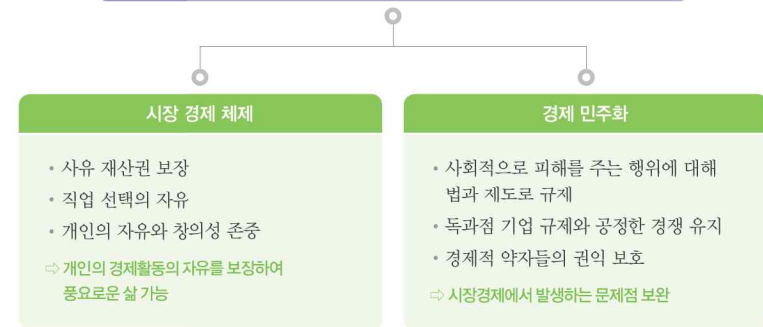 시장 경제 체제
• 사유 재산권 보장
• 직업 선택의 자유
• 개인의 자유와 창의성 존중
⇨ 개인의 경제활동의 자유를 보장하여
풍요로운 삶 가능
경제 민주화
• 사회적으로 피해를 주는 행위에 대해
법과 제도로 규제
• 독과점 기업 규제와 공정한 경쟁 유지
• 경제적 약자들의 권익 보호
⇨ 시장경제에서 발생하는 문제점 보완